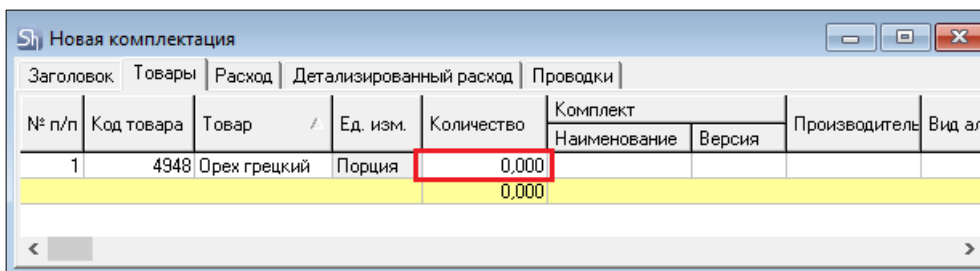 Sh Новая комплектация
Заголовок Товары Расход Детализированный расход Проводки
№ п/п Код товара Товар Ед. изм. Количество Комплект Производитель Вид ал
Наименование Версия
1 4948 Орех грецкий Порция 0,000
0,000